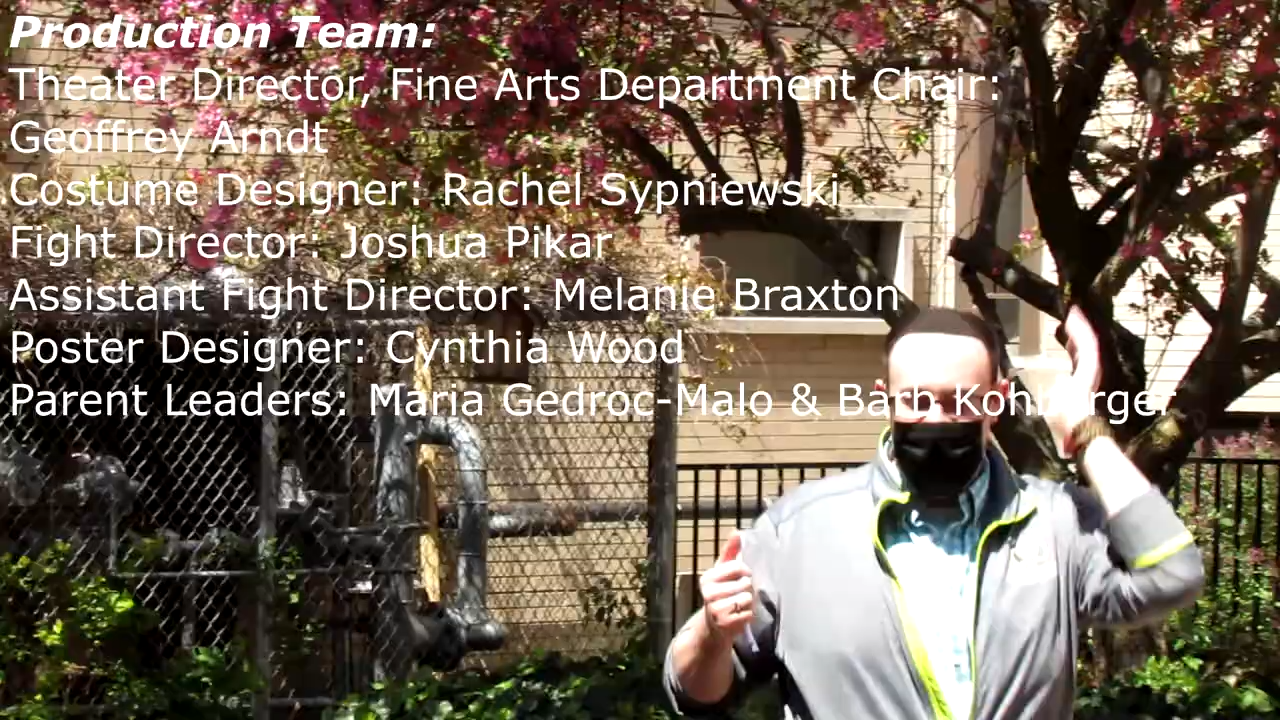 Production Team:
Theater Director, Fine Arts Department Chair:
Geoffrey Arndt
Costume Designer: Rachel Sypniewski
Fight Director: Joshua Pikar
Assistant Fight Director: Melanie Braxton
Poster Designer: Cynthia Wood
Parent Leaders: Maria Gedroc-Malo & Barb Kohberger